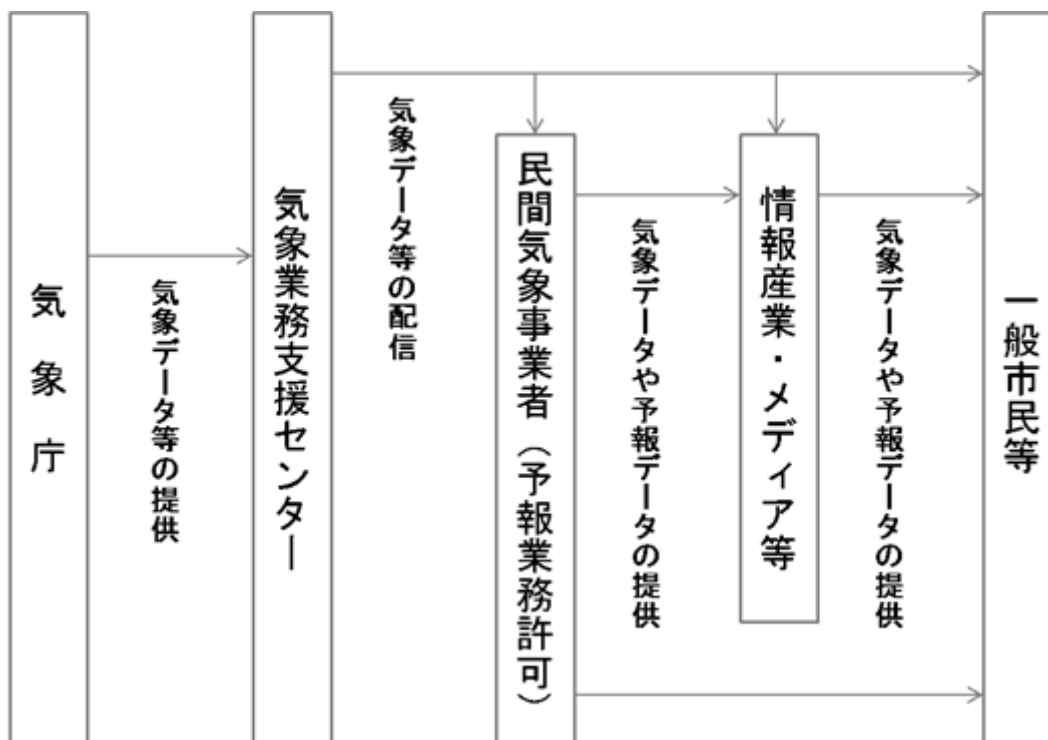 気象庁
気象データ等の提供
気象業務支援センター
気象データ等の配信
民間気象事業者（予報業務許可）
気象データや予報データの提供
情報産業・メディア等
気象データや予報データの提供
一般市民等